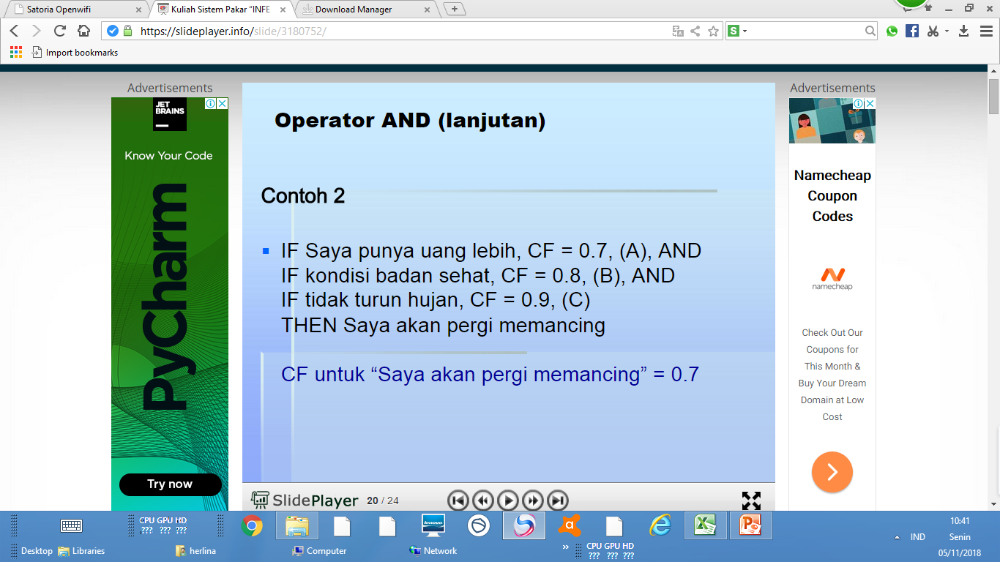 Satoria Openwifi
Kuliah Sistem Pakar “INFE
Download Manager
https://slideplayer.info/slide/3180752/
S
Import bookmarks
Advertisements
Advertisements
JET
BRAINS
Know Your Code
PyCharm
Try now
Operator AND (lanjutan)
Contoh 2
IF Saya punya uang lebih, CF = 0.7, (A), AND
IF kondisi badan sehat, CF = 0.8, (B), AND
IF tidak turun hujan, CF = 0.9, (C)
THEN Saya akan pergi memancing
CF untuk “Saya akan pergi memancing” = 0.7
Namecheap
Coupon
Codes
namecheap
Check Out Our
Coupons for
This Month &
Buy Your Dream
Domain at Low
Cost
SlidePlayer 20 / 24
CPU GPU HD
??? ??? ???
lenovo
10:41
IND Senin
05/11/2018
Desktop Libraries herlina Computer Network
»
CPU GPU HD
??? ??? ???